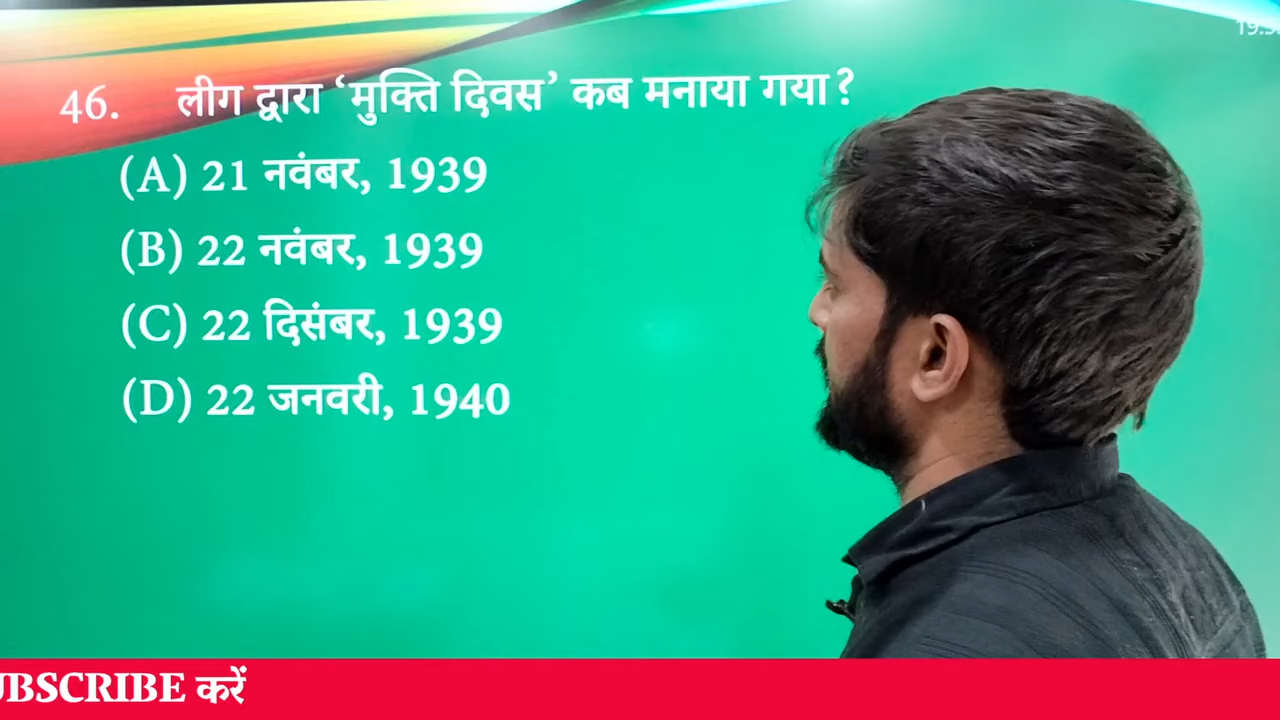 46. लीग द्वारा ‘मुक्ति दिवस’ कब मनाया गया?
(A) 21 नवंबर, 1939
(B) 22 नवंबर, 1939
(C) 22 दिसंबर, 1939
(D) 22 जनवरी, 1940
UBSCRIBE करें